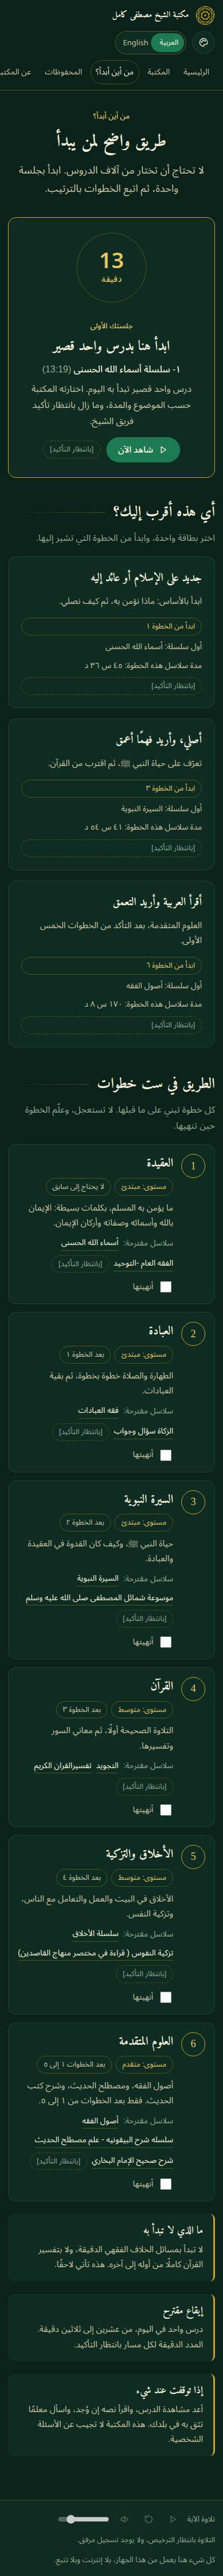 مكتبة الشيخ مصطفى كامل
العربية English
الرئيسية المكتبة من أين أبدأ؟ المحفوظات عن المكتبة
من أين أبدأ؟
طريق واضح لمن يبدأ
لا تحتاج أن تختار من آلاف الدروس. ابدأ بجلسة
واحدة، ثم اتبع الخطوات بالترتيب.
13
دقيقة
جلستك الأولى
ابدأ هنا بدرس واحد قصير
١- سلسلة أسماء الله الحسنى (13:19)
درس واحد قصير تبدأ به اليوم. اختارته المكتبة
حسب الموضوع والمدة، وما زال بانتظار تأكيد
فريق الشيخ.
شاهد الآن [بانتظار التأكيد]
أي هذه أقرب إليك؟
اختر بطاقة واحدة، وابدأ من الخطوة التي تشير إليها.
جديد على الإسلام أو عائد إليه
ابدأ بالأساس: ماذا نؤمن به، ثم كيف نصلي.
ابدأ من الخطوة ١
أول سلسلة: أسماء الله الحسنى
مدة سلاسل هذه الخطوة: ٤٥ س ٣٦ د
[بانتظار التأكيد]
أصلي، وأريد فهمًا أعمق
تعرّف على حياة النبي ﷺ، ثم اقترب من القرآن.
ابدأ من الخطوة ٣
أول سلسلة: السيرة النبوية
مدة سلاسل هذه الخطوة: ٤١ س ٥٤ د
[بانتظار التأكيد]
أقرأ العربية وأريد التعمق
العلوم المتقدمة، بعد التأكد من الخطوات الخمس
الأولى.
ابدأ من الخطوة ٦
أول سلسلة: أصول الفقه
مدة سلاسل هذه الخطوة: ١٧٠ س ٨ د
[بانتظار التأكيد]
الطريق في ست خطوات
كل خطوة تبني على ما قبلها. لا تستعجل، وعلّم الخطوة
حين تنهيها.
1 العقيدة
مستوى: مبتدئ لا يحتاج إلى سابق
ما يؤمن به المسلم، بكلمات بسيطة: الإيمان
بالله وأسمائه وصفاته وأركان الإيمان.
سلاسل مقترحة: أسماء الله الحسنى
الفقه العام -التوحيد [بانتظار التأكيد]
أنهيتها
2 العبادة
مستوى: مبتدئ بعد الخطوة ١
الطهارة والصلاة خطوة بخطوة، ثم بقية
العبادات.
سلاسل مقترحة: فقه العبادات
الزكاة سؤال وجواب [بانتظار التأكيد]
أنهيتها
3 السيرة النبوية
مستوى: مبتدئ بعد الخطوة ٢
حياة النبي ﷺ، وكيف كان القدوة في العقيدة
والعبادة.
سلاسل مقترحة: السيرة النبوية
موسوعة شمائل المصطفى صلى الله عليه وسلم
[بانتظار التأكيد]
أنهيتها
4 القرآن
مستوى: متوسط بعد الخطوة ٣
التلاوة الصحيحة أولًا، ثم معاني السور
وتفسيرها.
سلاسل مقترحة: التجويد تفسيرالقران الكريم
[بانتظار التأكيد]
أنهيتها
5 الأخلاق والتزكية
مستوى: متوسط بعد الخطوة ٤
الأخلاق في البيت والعمل والتعامل مع الناس،
وتزكية النفس.
سلاسل مقترحة: سلسلة الأخلاق
تزكية النفوس ( قراءة في مختصر منهاج القاصدين)
[بانتظار التأكيد]
أنهيتها
6 العلوم المتقدمة
مستوى: متقدم بعد الخطوات ١ إلى ٥
أصول الفقه، ومصطلح الحديث، وشرح كتب
الحديث. فقط بعد الخطوات من ١ إلى ٥.
سلاسل مقترحة: أصول الفقه
سلسله شرح البيقونيه - علم مصطلح الحديث
شرح صحيح الإمام البخاري [بانتظار التأكيد]
أنهيتها
ما الذي لا تبدأ به
لا تبدأ بمسائل الخلاف الفقهي الدقيقة، ولا بتفسير
القرآن كاملًا من أوله إلى آخره. هذه تأتي لاحقًا.
إيقاع مقترح
درس واحد في اليوم، من عشرين إلى ثلاثين دقيقة.
المدد الدقيقة لكل مسار بانتظار التأكيد.
إذا توقفت عند شيء
أعد مشاهدة الدرس، واقرأ نصه إن وُجد، واسأل معلمًا
تثق به في بلدك. هذه المكتبة لا تجيب عن الأسئلة
الشخصية.
تلاوة الآية
التلاوة بانتظار الترخيص، ولا يوجد تسجيل مرفق.
كل شيء هنا يعمل من هذا الجهاز، بلا إنترنت وبلا تتبع.